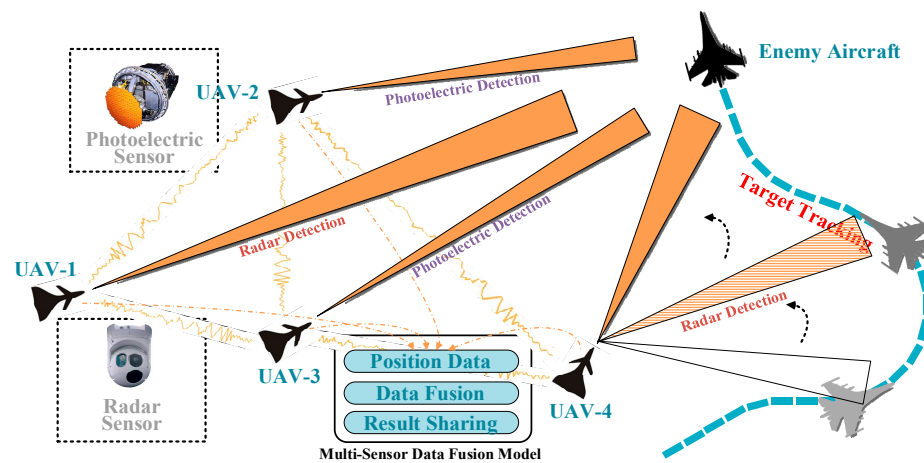 Enemy Aircraft
UAV-2
Photoelectric Detection
Photoelectric
Sensor
Target Tracking
Radar Detection
Photoelectric Detection
UAV-1
Radar Detection
UAV-3
Position Data
Data Fusion
Result Sharing
UAV-4
Radar
Sensor
Multi-Sensor Data Fusion Model